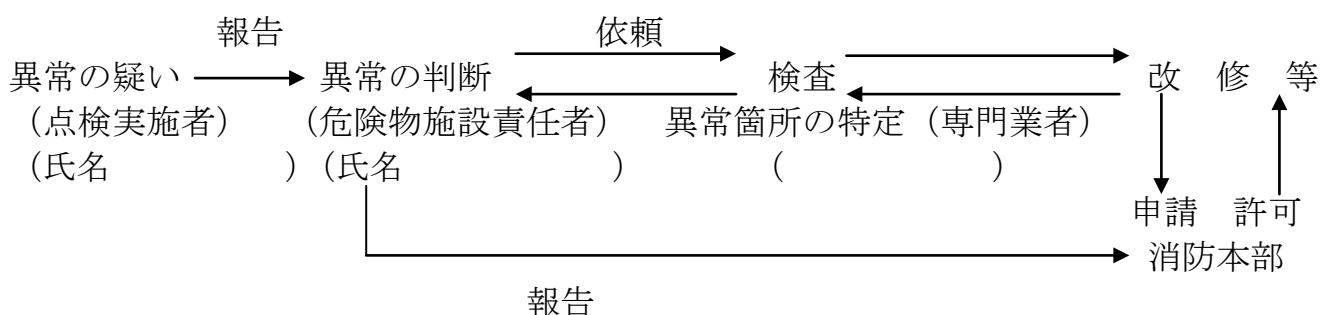 報告 依頼
異常の疑い 異常の判断 検査 改 修 等
（点検実施者） （危険物施設責任者） 異常箇所の特定（専門業者）
（氏名 ）（氏名 ） （ ）
申請 許可
消防本部
報告